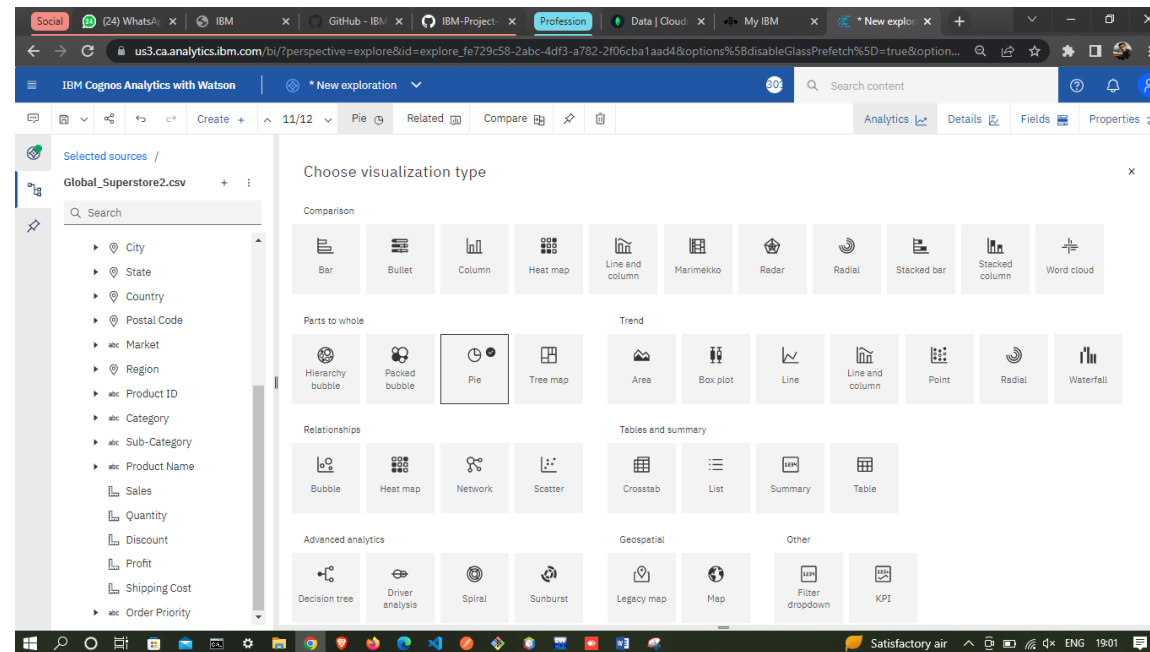 Social
(24) WhatsAp
IBM
GitHub - IBM
IBM-Project-
Profession
Data | Cloud:
My IBM
* New explor
us3.ca.analytics.ibm.com/bi/?perspective=explore&id=explore_fe729c58-2abc-4df3-a782-2f06cba1aad4&options%5BdisableGlassPrefetch%5D=true&option...
IBM Cognos Analytics with Watson
* New exploration
Search content
Create +
11/12
Pie
Related
Compare
Analytics
Details
Fields
Properties
Selected sources /
Global_Superstore2.csv
Search
City
State
Country
Postal Code
abc Market
Region
abc Product ID
abc Category
abc Sub-Category
abc Product Name
Sales
Quantity
Discount
Profit
Shipping Cost
abc Order Priority
Choose visualization type
Comparison
Bar
Bullet
Column
Heat map
Line and
column
Marimekko
Radar
Radial
Stacked bar
Stacked
column
Word cloud
Parts to whole
Hierarchy
bubble
Packed
bubble
Pie
Tree map
Trend
Area
Box plot
Line
Line and
column
Point
Radial
Waterfall
Relationships
Bubble
Heat map
Network
Scatter
Tables and summary
Crosstab
List
Summary
Table
Advanced analytics
Decision tree
Driver
analysis
Spiral
Sunburst
Geospatial
Legacy map
Map
Other
Filter
dropdown
KPI
Satisfactory air
ENG
19:01